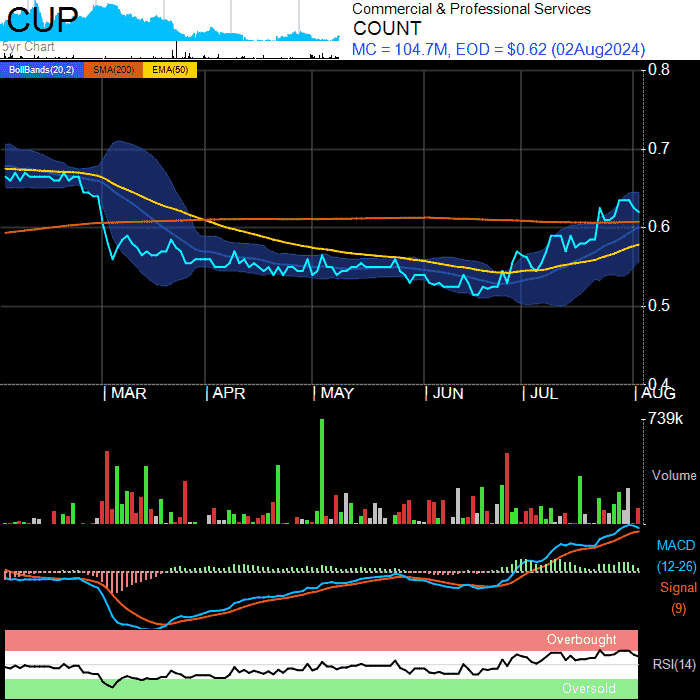 CUP
5yr Chart
Commercial & Professional Services
COUNT
MC = 104.7M, EOD = $0.62 (02Aug2024)
BollBands(20,2) SMA(200) EMA(50)
0.8
0.7
0.6
0.5
0.4
MAR APR MAY JUN JUL AUG
739k
Volume
MACD
(12-26)
Signal
(9)
Overbought
RSI(14)
Oversold